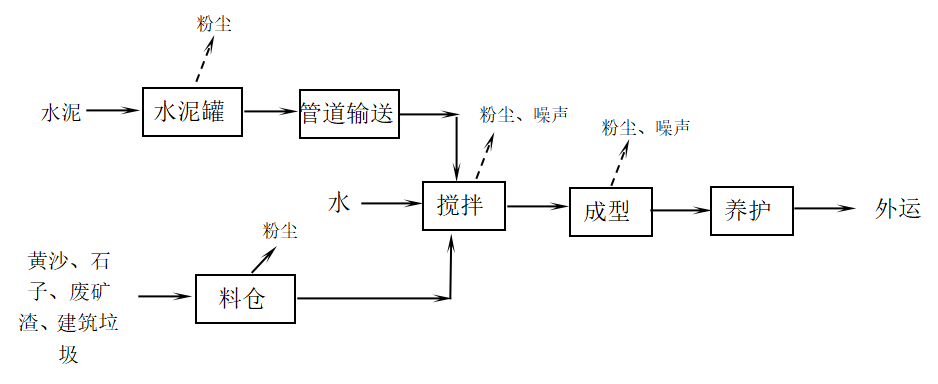 粉尘
水泥
水泥罐
管道输送
粉尘、噪声
粉尘、噪声
水
搅拌
成型
养护
外运
粉尘
黄沙、石
子、废矿
渣、建筑垃
圾
料仓